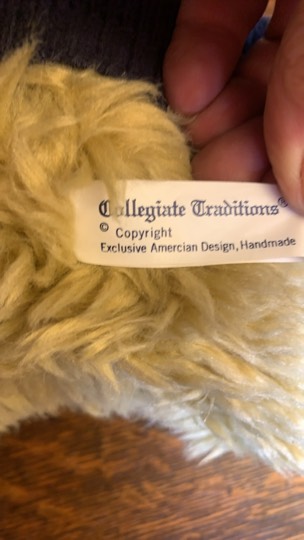 Collegiate Traditions®
© Copyright
Exclusive Amercian Design, Handmade